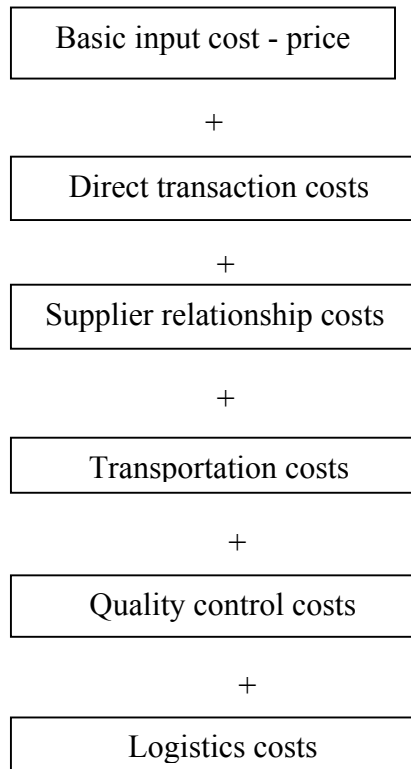 Basic input cost - price
+
Direct transaction costs
+
Supplier relationship costs
+
Transportation costs
+
Quality control costs
+
Logistics costs